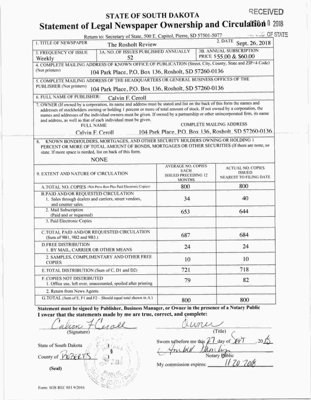 RECEIVED
STATE OF SOUTH DAKOTA
Statement of Legal Newspaper Ownership and Circulation
2018
Return to: Secretary of State, 500 E. Capitol, Pierre, SD 57501-5077
OF STATE
1. TITLE OF NEWSPAPER
The Rosholt Review
2. DATE
Sept. 26, 2018
3. FREQUENCY OF ISSUE
Weekly
3A. NO. OF ISSUES PUBLISHED ANNUALLY
52
3B. ANNUAL SUBSCRIPTION
PRICE $55.00 & $60.00
4. COMPLETE MAILING ADDRESS OF KNOWN OFFICE OF PUBLICATION (Street, City, County, State and ZIP+4 Code)
(Not printers)
104 Park Place, P.O. Box 136, Rosholt, SD 57260-0136
5. COMPLETE MAILING ADDRESS OF THE HEADQUARTERS OR GENERAL BUSINESS OFFICES OF THE
PUBLISHER (Not printers)
104 Park Place, P.O. Box 136, Rosholt, SD 57260-0136
6. FULL NAME OF PUBLISHER:
Calvin F. Ceroll
7. OWNER (If owned by a corporation, its name and address must be stated and list on the back of this form the names and
addresses of stockholders owning or holding 1 percent or more of total amount of stock. If not owned by a corporation, the
names and addresses of the individual owners must be given. If owned by a partnership or other unincorporated firm, its name
and address, as well as that of each individual must be given.
FULL NAME
COMPLETE MAILING ADDRESS
Calvin F. Ceroll
104 Park Place, P.O. Box 136, Rosholt, SD 57260-0136
8. KNOWN BONDHOLDERS, MORTGAGES, AND OTHER SECURITY HOLDERS OWNING OR HOLDING 1
PERCENT OR MORE OF TOTAL AMOUNT OF BONDS, MORTGAGES OR OTHER SECURITIES (If there are none, so
state. If more space is needed, list on back of this form.
NONE
9. EXTENT AND NATURE OF CIRCULATION
AVERAGE NO. COPIES
EACH
ISSUED PRECEDING 12
MONTHS
ACTUAL NO. COPIES
ISSUED
NEAREST TO FILING DATE
A. TOTAL NO. COPIES (Net Press Run Plus Paid Electronic Copies)
800
800
B. PAID AND/OR REQUESTED CIRCULATION
1. Sales through dealers and carriers, street vendors,
and counter sales.
34
40
2. Mail Subscription
(Paid and/or requested)
653
644
3. Paid Electronic Copies
C. TOTAL PAID AND/OR REQUESTED CIRCULATION
(Sum of 9B1, 9B2 and 9B3.)
687
684
D. FREE DISTRIBUTION
1. BY MAIL, CARRIER OR OTHER MEANS
24
24
2. SAMPLES, COMPLIMENTARY AND OTHER FREE
COPIES
10
10
E. TOTAL DISTRIBUTION (Sum of C, D1 and D2)
721
718
F. COPIES NOT DISTRIBUTED
1. Office use, left over, unaccounted, spoiled after printing
79
82
2. Return from News Agents
G. TOTAL (Sum of E, F1 and F2 - Should equal total shown in A.)
800
800
Statement must be signed by Publisher, Business Manager, or Owner in the presence of a Notary Public
I swear that the statements made by me are true, correct, and complete:
Calvin F Ceroll
Owner
(Signature)
(Title)
State of South Dakota
Sworn to before me this 27 day of Sept 2018
County of Roberts
Notary Public
(Seal)
My commission expires: 11 20 2018
Form: SOS REC 051 9/2016